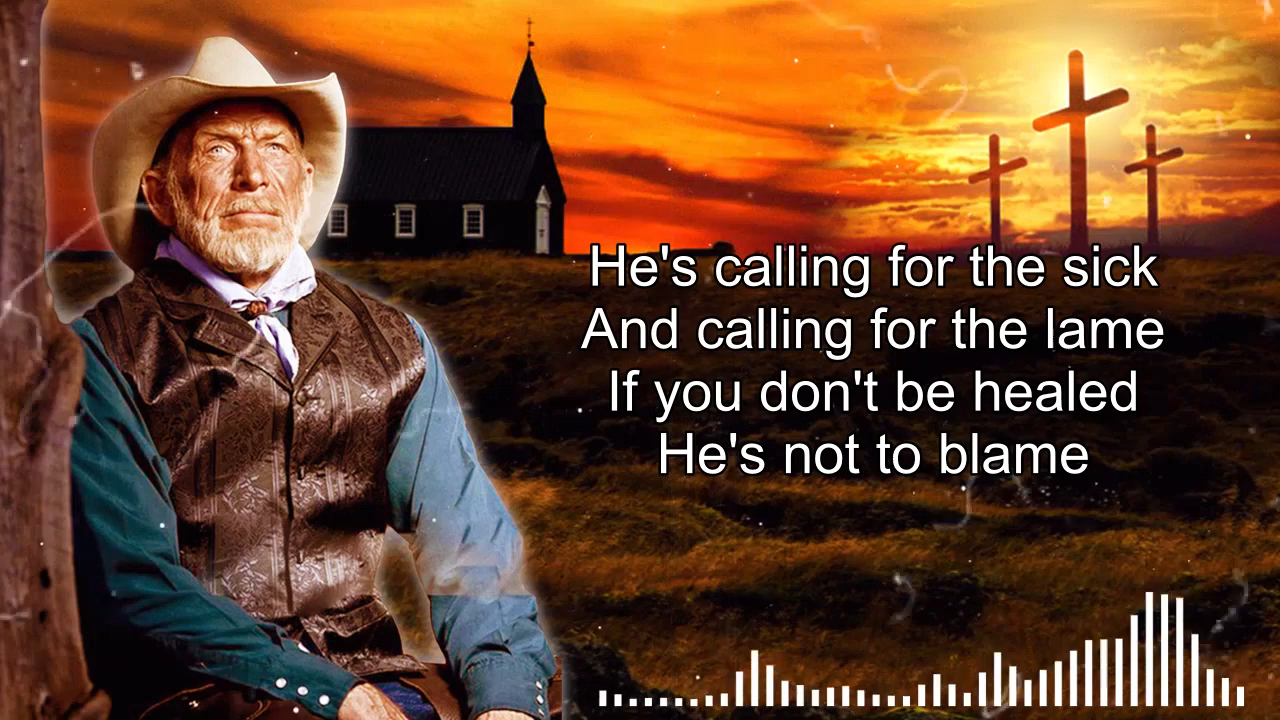 He's calling for the sick
And calling for the lame
If you don't be healed
He's not to blame